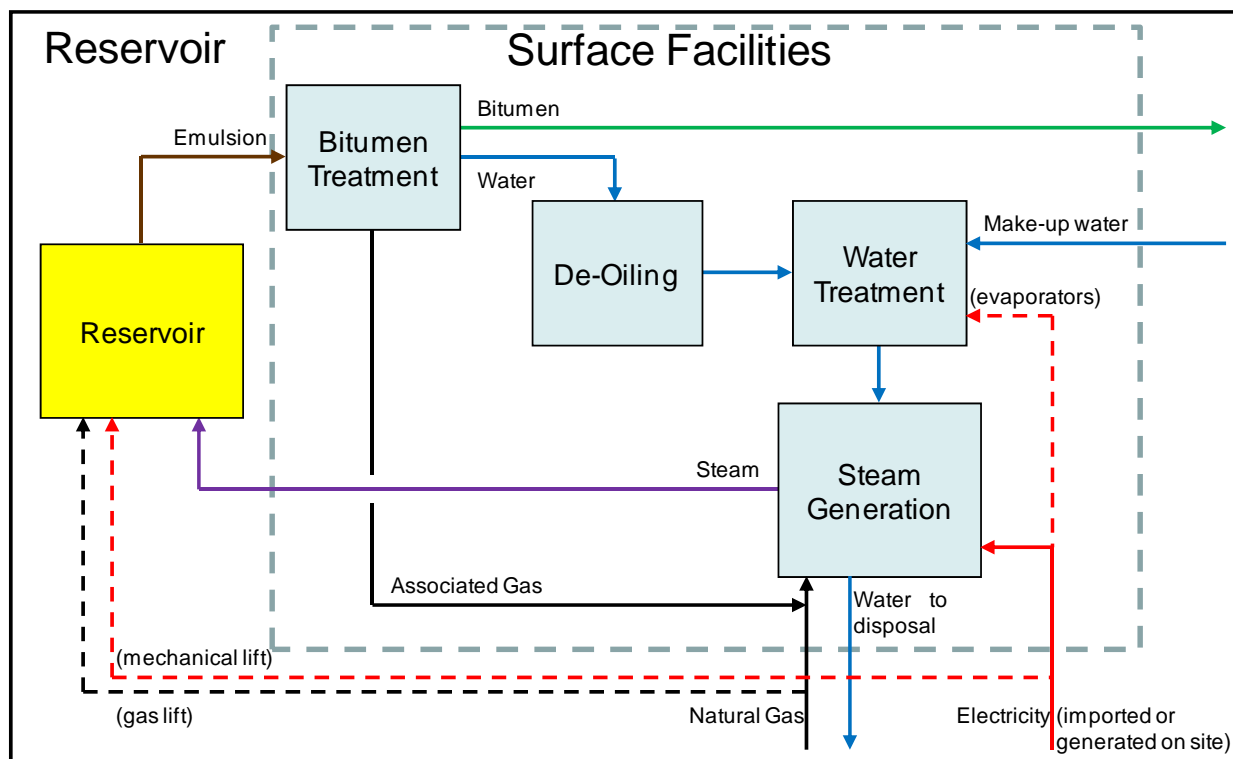 Reservoir
Surface Facilities
Bitumen
Emulsion
Bitumen
Treatment
Water
Make-up water
De-Oiling
Water
Treatment
(evaporators)
Reservoir
Steam
Steam
Generation
Associated Gas
Water to
disposal
(mechanical lift)
(gas lift)
Natural Gas
Electricity (imported or
generated on site)